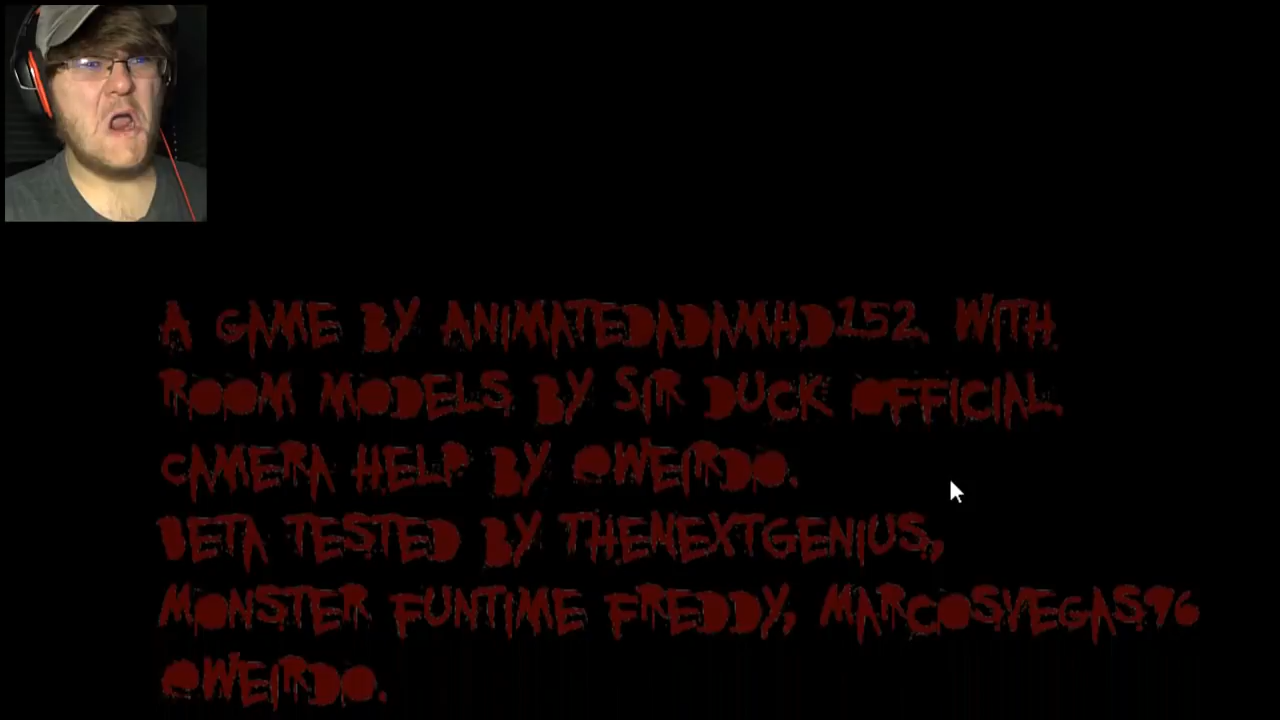 A GAME BY ANIMATEDADAMHD152. WITH
ROOM MODELS BY SIR DUCK OFFICIAL.
CAMERA HELP BY @WEIRDO.
BETA TESTED BY THENEXTGENIUS,
MONSTER FUNTIME FREDDY, MARCOSVEGAS96
@WEIRDO.